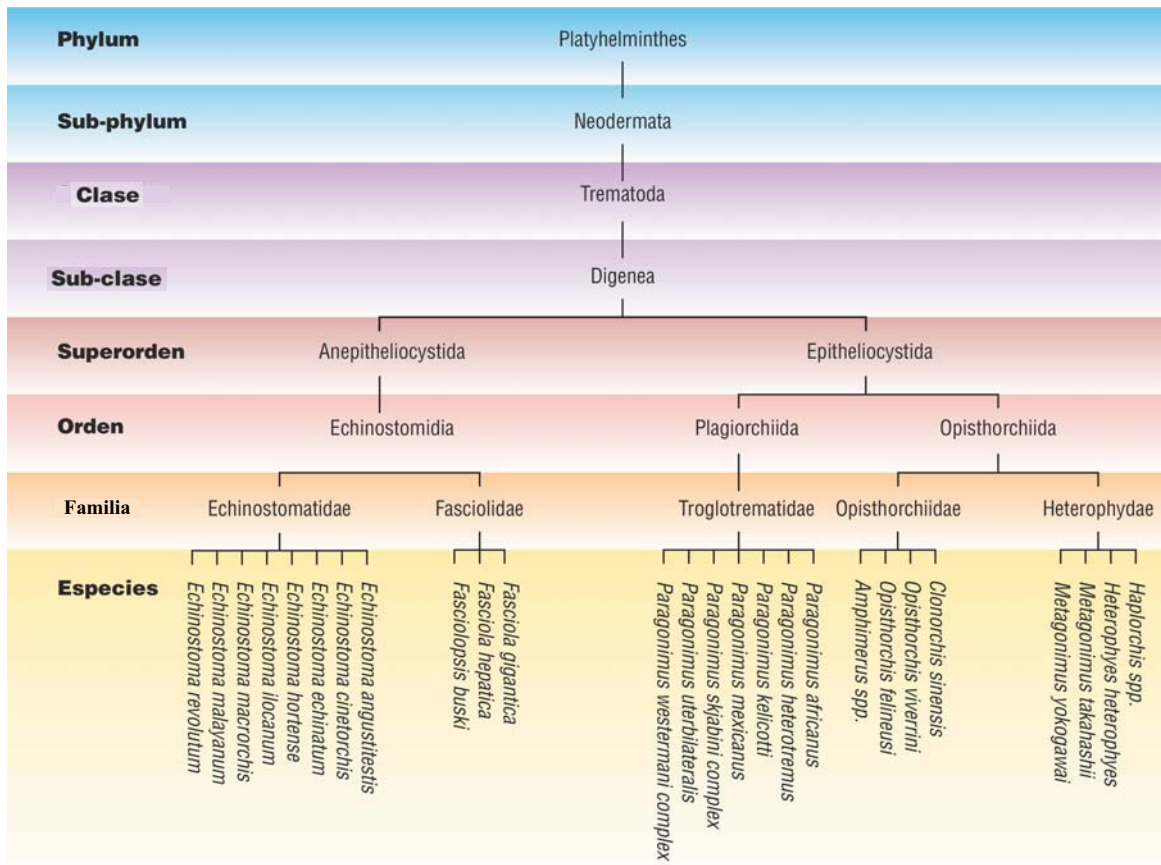 Phylum
Platyhelminthes
Sub-phylum
Neodermata
Clase
Trematoda
Sub-clase
Digenea
Superorden
Anepitheliocystida
Epitheliocystida
Orden
Echinostomidia
Plagiorchiida
Opisthorchiida
Familia
Echinostomatidae
Fasciolidae
Troglotrematidae
Opisthorchiidae
Heterophydae
Especies
Echinostoma revolutum
Echinostoma malayanum
Echinostoma macrorchis
Echinostoma ilocanum
Echinostoma hortense
Echinostoma echinatum
Echinostoma cinetorchis
Echinostoma angustitestis
Fasciolopsis buski
Fasciola hepatica
Fasciola gigantica
Paragonimus westermani complex
Paragonimus uterbilateralis
Paragonimus skjabini complex
Paragonimus mexicanus
Paragonimus kelicotti
Paragonimus heterotremus
Paragonimus africanus
Amphimerus spp.
Opisthorchis felineusi
Opisthorchis viverrini
Clonorchis sinensis
Metagonimus yokogawai
Metagonimus takahashii
Heterophyes heterophyes
Haplorchis spp.